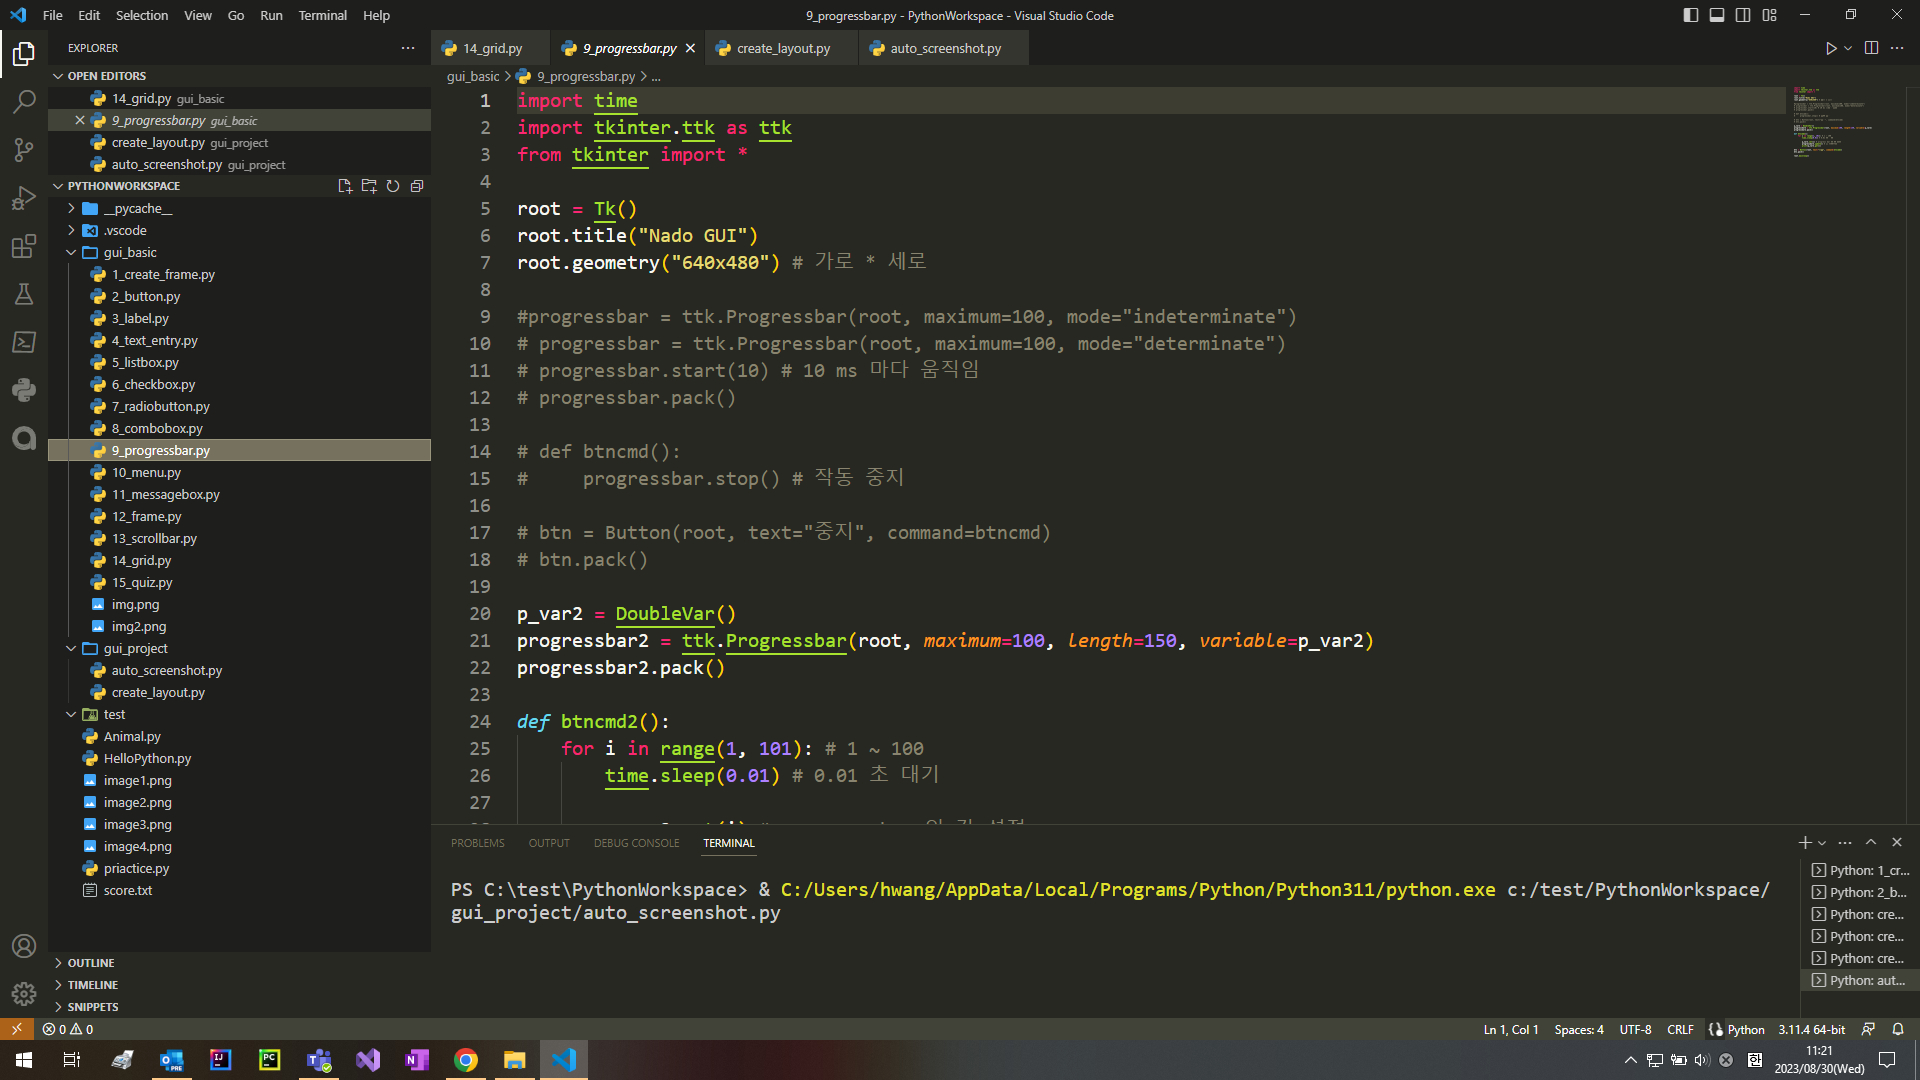 File Edit Selection View Go Run Terminal Help
9_progressbar.py - PythonWorkspace - Visual Studio Code
EXPLORER
OPEN EDITORS
14_grid.py gui_basic
9_progressbar.py gui_basic
create_layout.py gui_project
auto_screenshot.py gui_project
PYTHONWORKSPACE
__pycache__
.vscode
gui_basic
1_create_frame.py
2_button.py
3_label.py
4_text_entry.py
5_listbox.py
6_checkbox.py
7_radiobutton.py
8_combobox.py
9_progressbar.py
10_menu.py
11_messagebox.py
12_frame.py
13_scrollbar.py
14_grid.py
15_quiz.py
img.png
img2.png
gui_project
auto_screenshot.py
create_layout.py
test
Animal.py
HelloPython.py
image1.png
image2.png
image3.png
image4.png
priactice.py
score.txt
OUTLINE
TIMELINE
SNIPPETS
14_grid.py 9_progressbar.py create_layout.py auto_screenshot.py
gui_basic > 9_progressbar.py > ...
1 import time
2 import tkinter.ttk as ttk
3 from tkinter import *
4
5 root = Tk()
6 root.title("Nado GUI")
7 root.geometry("640x480") # 가로 * 세로
8
9 #progressbar = ttk.Progressbar(root, maximum=100, mode="indeterminate")
10 # progressbar = ttk.Progressbar(root, maximum=100, mode="determinate")
11 # progressbar.start(10) # 10 ms 마다 움직임
12 # progressbar.pack()
13
14 # def btncmd():
15 #     progressbar.stop() # 작동 중지
16
17 # btn = Button(root, text="중지", command=btncmd)
18 # btn.pack()
19
20 p_var2 = DoubleVar()
21 progressbar2 = ttk.Progressbar(root, maximum=100, length=150, variable=p_var2)
22 progressbar2.pack()
23
24 def btncmd2():
25     for i in range(1, 101): # 1 ~ 100
26         time.sleep(0.01) # 0.01 초 대기
27
PROBLEMS OUTPUT DEBUG CONSOLE TERMINAL
PS C:\test\PythonWorkspace> & C:/Users/hwang/AppData/Local/Programs/Python/Python311/python.exe c:/test/PythonWorkspace/
gui_project/auto_screenshot.py
Python: 1_cr...
Python: 2_b...
Python: cre...
Python: cre...
Python: cre...
Python: aut...
0 0
Ln 1, Col 1 Spaces: 4 UTF-8 CRLF Python 3.11.4 64-bit
11:21
2023/08/30(Wed)